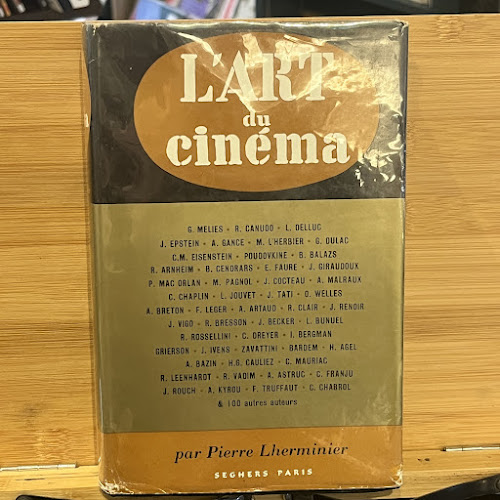 L'ART
du
cinéma
G. MELIES • R. CANUDO • L. DELLUC
J. EPSTEIN • A. GANCE • M. L'HERBIER • G. DULAC
C.M. EISENSTEIN • POUDOVKINE • B. BALAZS
R. ARNHEIM • B. CENDRARS • E. FAURE • J. GIRAUDOUX
P. MAC ORLAN • M. PAGNOL • J. COCTEAU • A. MALRAUX
C. CHAPLIN • L. JOUVET • J. TATI • O. WELLES
A. BRETON • F. LEGER • A. ARTAUD • R. CLAIR • J. RENOIR
J. VIGO • R. BRESSON • J. BECKER • L. BUNUEL
R. ROSSELLINI • C. DREYER • I. BERGMAN
GRIERSON • J. IVENS • ZAVATTINI • BARDEM • H. AGEL
A. BAZIN • H.G. CAULIEZ • C. MAURIAC
R. LEENHARDT • R. VADIM • A. ASTRUC • C. FRANJU
J. ROUCH • A. KYROU • F. TRUFFAUT • C. CHABROL
& 100 autres auteurs
par Pierre Lherminier
SEGHERS PARIS